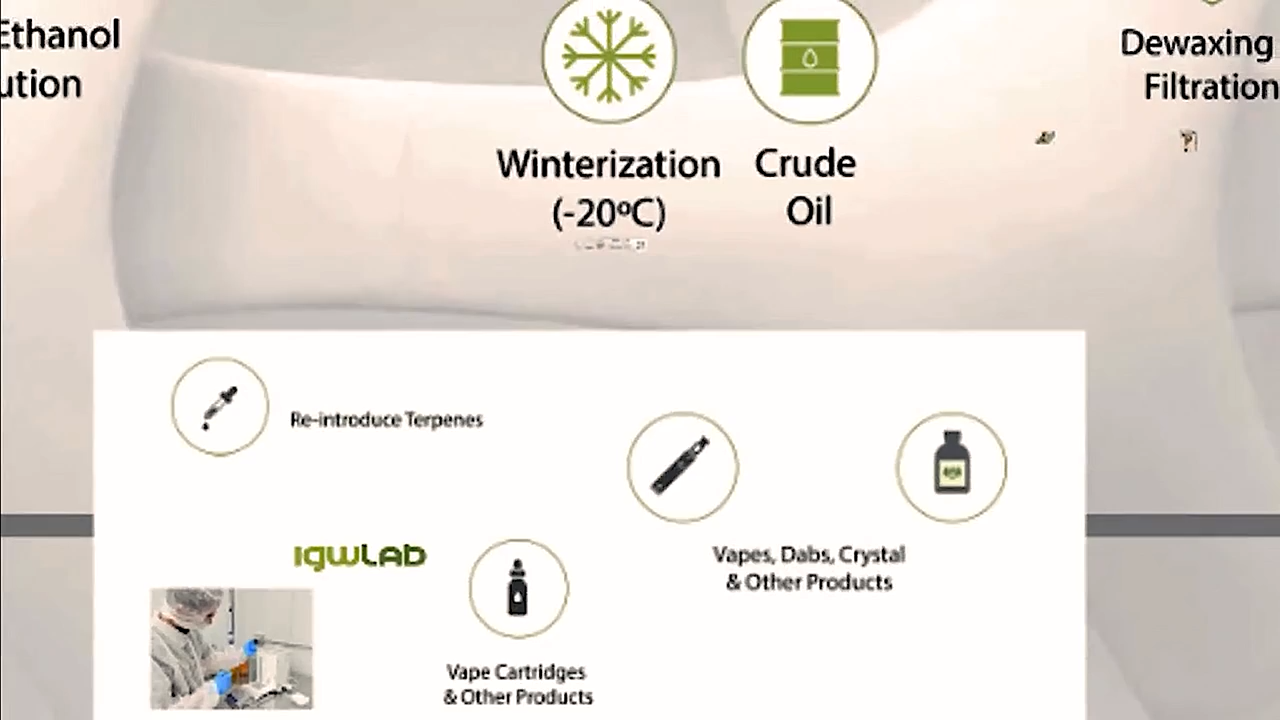 Ethanol
ution
Winterization
(-20ºC)
Crude
Oil
Dewaxing
Filtration
Re-introduce Terpenes
igwLAB
Vapes, Dabs, Crystal
& Other Products
Vape Cartridges
& Other Products